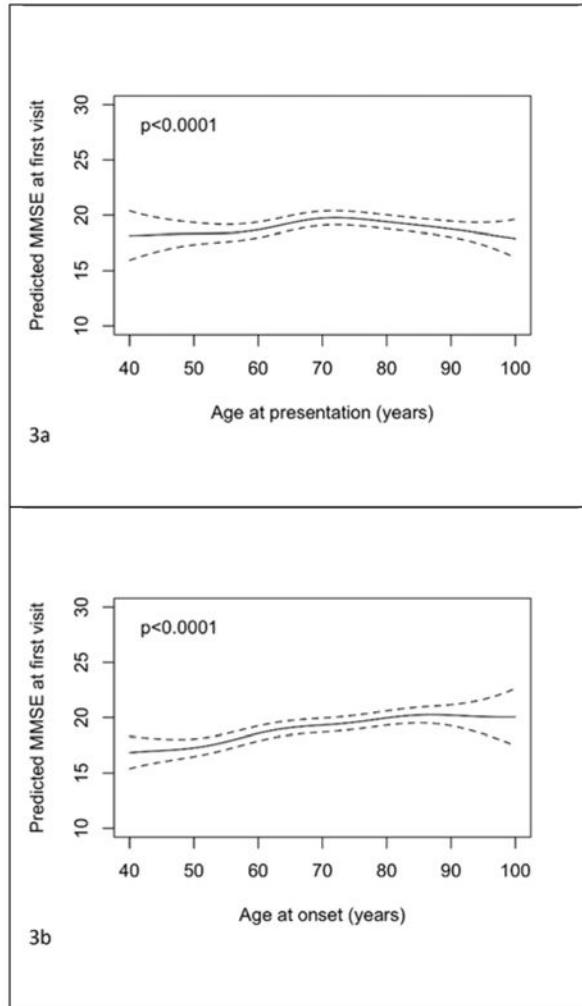 p<0.0001
Predicted MMSE at first visit
30
25
20
15
10
40 50 60 70 80 90 100
Age at presentation (years)
3a
p<0.0001
Predicted MMSE at first visit
30
25
20
15
10
40 50 60 70 80 90 100
Age at onset (years)
3b